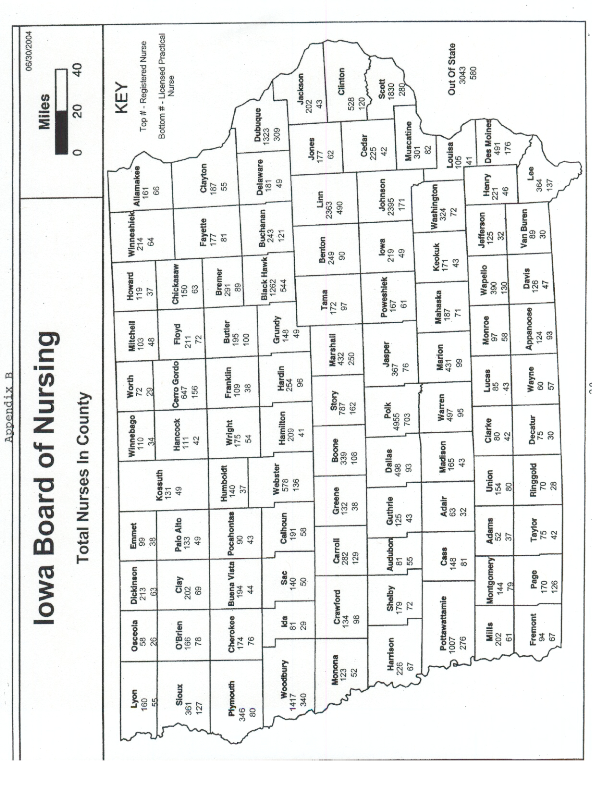 Appendix B
Iowa Board of Nursing
Total Nurses in County
06/30/2004
Miles
0 20 40
KEY
Top # - Registered Nurse
Bottom # - Licensed Practical
Nurse
Lyon
160
55
Osceola
58
26
Dickinson
213
63
Emmet
99
38
Kossuth
131
49
Winnebago
110
34
Worth
72
29
Mitchell
103
48
Howard
119
37
Winneshiek
214
64
Allamakee
161
66
Sioux
361
127
O'Brien
166
78
Clay
202
69
Palo Alto
133
49
Hancock
111
42
Cerro Gordo
647
156
Floyd
211
72
Chickasaw
150
63
Fayette
177
81
Clayton
187
55
Plymouth
346
80
Cherokee
174
76
Buena Vista
194
44
Pocahontas
90
43
Humboldt
140
37
Wright
175
54
Franklin
109
38
Butler
195
100
Bremer
291
89
Woodbury
1417
340
Ida
81
29
Sac
140
50
Calhoun
191
58
Webster
578
136
Hamilton
209
41
Hardin
254
96
Grundy
148
49
Black Hawk
1262
544
Buchanan
243
121
Delaware
181
49
Dubuque
1323
309
Monona
123
52
Crawford
134
98
Carroll
282
129
Greene
132
38
Boone
339
106
Story
787
162
Marshall
432
250
Tama
172
97
Benton
249
90
Linn
2363
490
Jones
177
62
Jackson
202
43
Clinton
528
120
Cedar
225
42
Scott
1830
280
Harrison
226
67
Shelby
179
72
Audubon
81
55
Guthrie
125
43
Dallas
498
93
Polk
4955
703
Jasper
367
76
Poweshiek
167
61
Iowa
219
49
Johnson
2395
171
Muscatine
301
82
Pottawattamie
1007
276
Cass
148
81
Adair
63
32
Madison
165
43
Warren
497
95
Marion
431
99
Mahaska
187
71
Keokuk
171
43
Washington
324
72
Louisa
105
41
Mills
202
61
Montgomery
144
79
Adams
52
37
Union
154
80
Clarke
80
42
Lucas
85
43
Monroe
97
58
Wapello
390
130
Jefferson
125
32
Henry
221
46
Des Moines
491
176
Fremont
94
67
Page
170
126
Taylor
75
42
Ringgold
70
28
Decatur
75
30
Wayne
60
57
Appanoose
124
93
Davis
126
47
Van Buren
89
30
Lee
364
137
Out Of State
3043
580